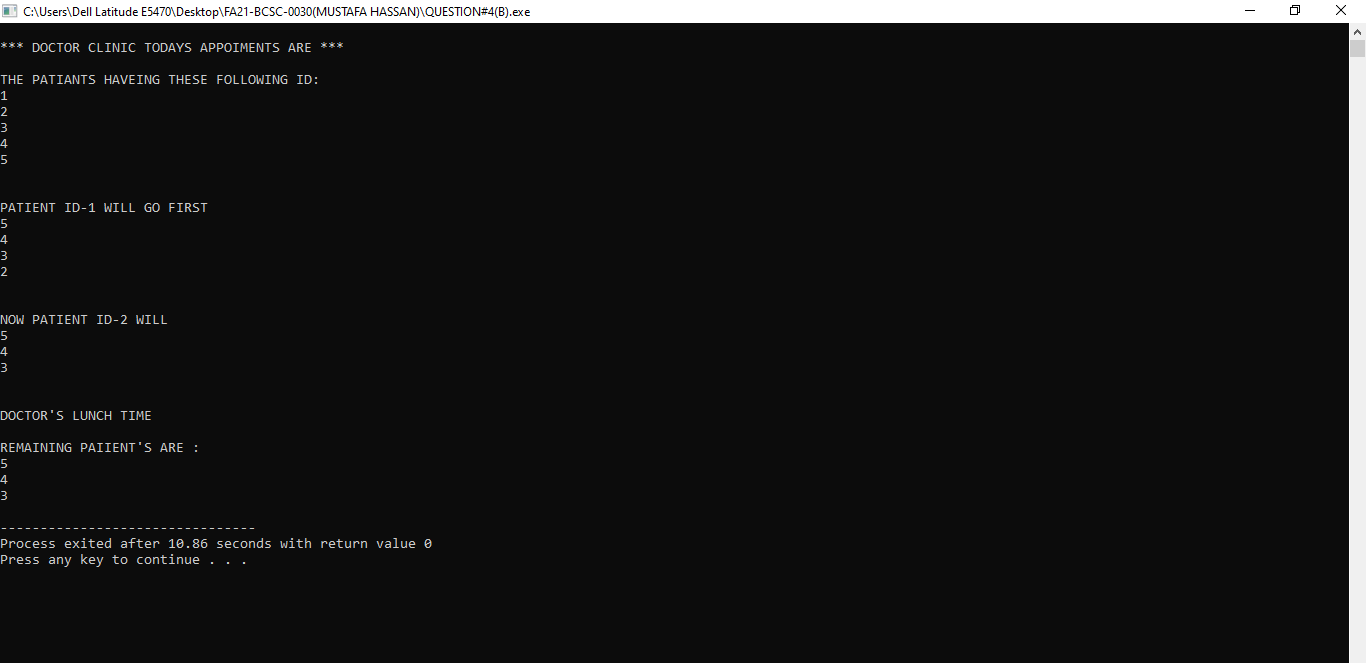 C:\Users\Dell Latitude E5470\Desktop\FA21-BCSC-0030(MUSTAFA HASSAN)\QUESTION#4(B).exe
*** DOCTOR CLINIC TODAYS APPOIMENTS ARE ***
THE PATIANTS HAVEING THESE FOLLOWING ID:
1
2
3
4
5
PATIENT ID-1 WILL GO FIRST
5
4
3
2
NOW PATIENT ID-2 WILL
5
4
3
DOCTOR'S LUNCH TIME
REMAINING PAIIENT'S ARE :
5
4
3
--------------------------------
Process exited after 10.86 seconds with return value 0
Press any key to continue . . .